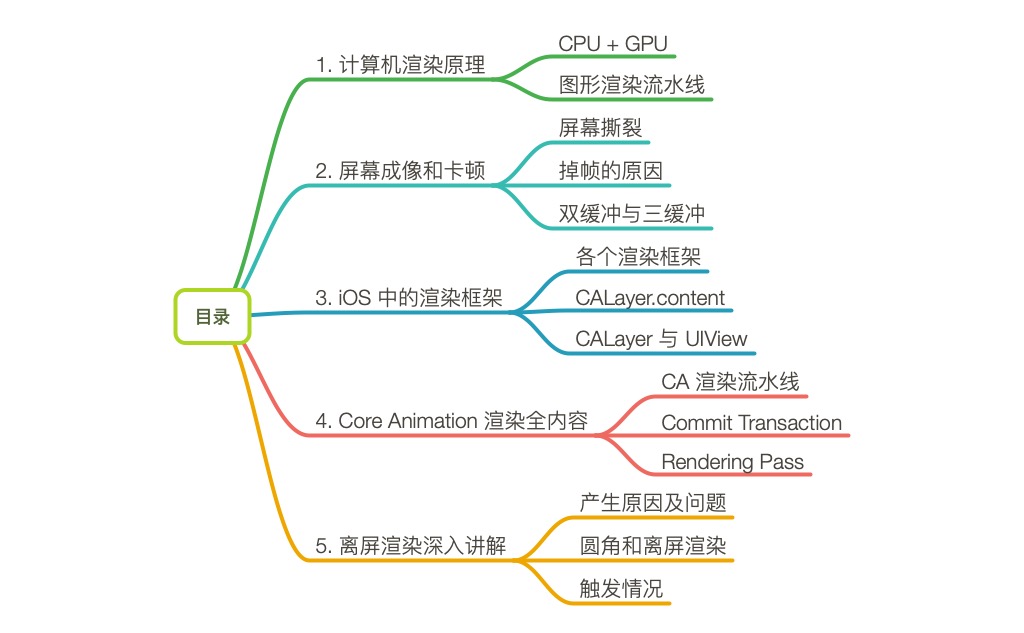 目录
1. 计算机渲染原理
CPU + GPU
图形渲染流水线
2. 屏幕成像和卡顿
屏幕撕裂
掉帧的原因
双缓冲与三缓冲
3. iOS 中的渲染框架
各个渲染框架
CALayer.content
CALayer 与 UIView
4. Core Animation 渲染全内容
CA 渲染流水线
Commit Transaction
Rendering Pass
5. 离屏渲染深入讲解
产生原因及问题
圆角和离屏渲染
触发情况